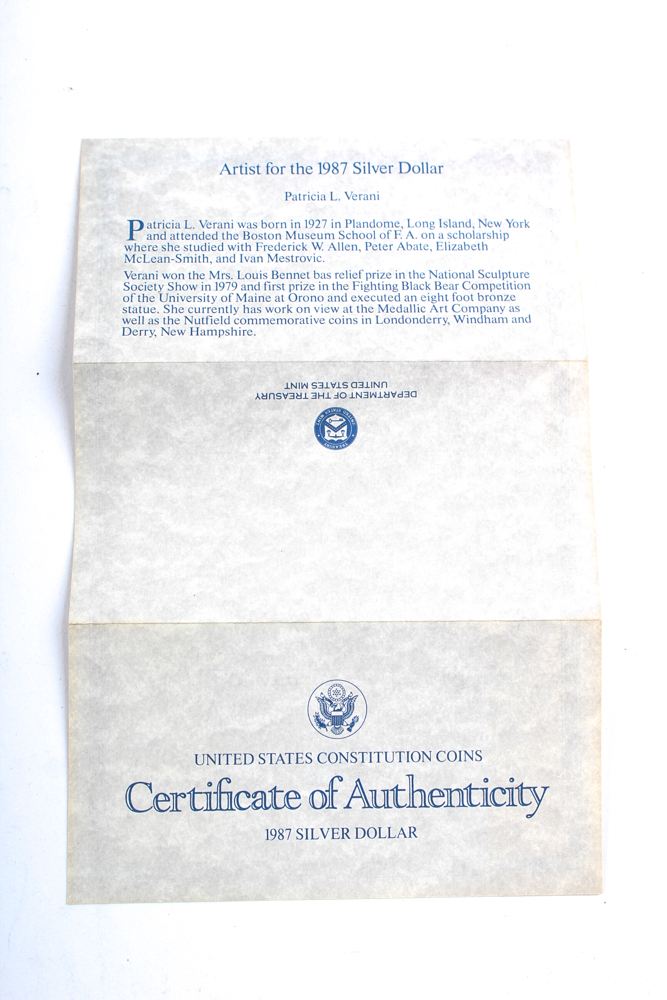 Artist for the 1987 Silver Dollar
Patricia L. Verani
Patricia L. Verani was born in 1927 in Plandome, Long Island, New York
and attended the Boston Museum School of F. A. on a scholarship
where she studied with Frederick W. Allen, Peter Abate, Elizabeth
McLean-Smith, and Ivan Mestrovic.
Verani won the Mrs. Louis Bennet bas relief prize in the National Sculpture
Society Show in 1979 and first prize in the Fighting Black Bear Competition
of the University of Maine at Orono and executed an eight foot bronze
statue. She currently has work on view at the Medallic Art Company as
well as the Nutfield commemorative coins in Londonderry, Windham and
Derry, New Hampshire.
DEPARTMENT OF THE TREASURY
UNITED STATES MINT
UNITED STATES CONSTITUTION COINS
Certificate of Authenticity
1987 SILVER DOLLAR